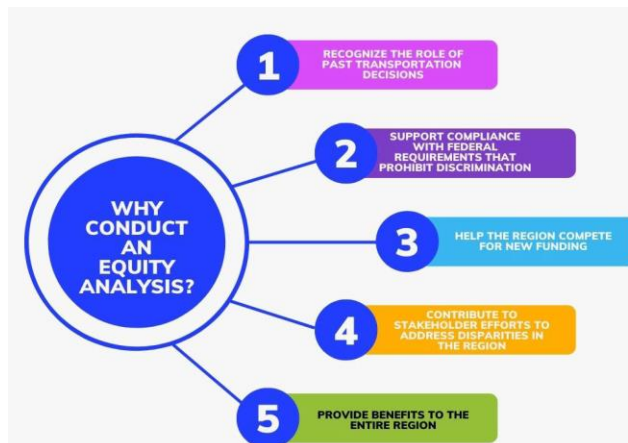 WHY
CONDUCT
AN
EQUITY
ANALYSIS?
1
RECOGNIZE THE ROLE OF
PAST TRANSPORTATION
DECISIONS
2
SUPPORT COMPLIANCE
WITH FEDERAL
REQUIREMENTS THAT
PROHIBIT DISCRIMINATION
3
HELP THE REGION COMPETE
FOR NEW FUNDING
4
CONTRIBUTE TO
STAKEHOLDER EFFORTS TO
ADDRESS DISPARITIES IN
THE REGION
5
PROVIDE BENEFITS TO THE
ENTIRE REGION